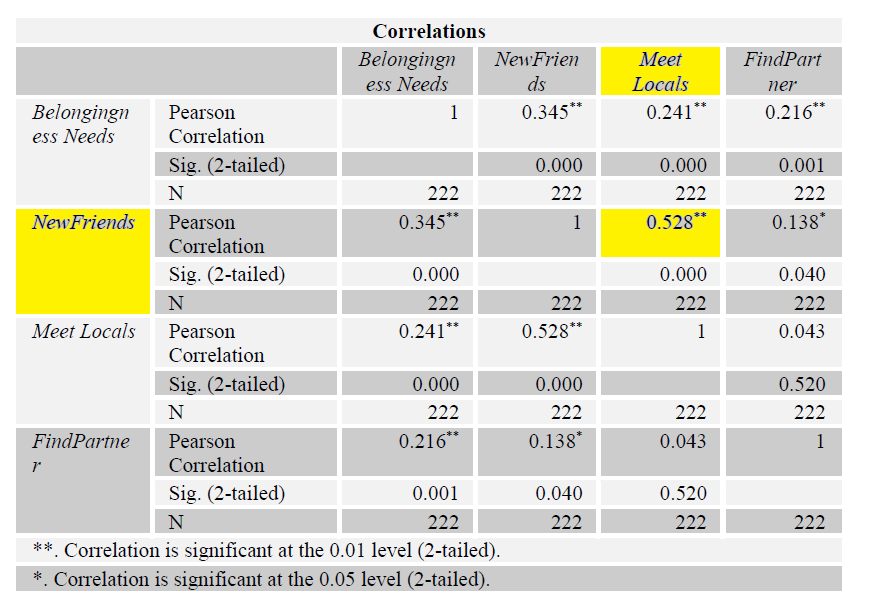 Correlations
Belongingn NewFrien Meet FindPart
ess Needs ds Locals ner
Belongingn Pearson 1 0.345** 0.241** 0.216**
ess Needs Correlation
Sig. (2-tailed) 0.000 0.000 0.001
N 222 222 222 222
NewFriends Pearson 0.345** 1 0.528** 0.138*
Correlation
Sig. (2-tailed) 0.000 0.000 0.040
N 222 222 222 222
Meet Locals Pearson 0.241** 0.528** 1 0.043
Correlation
Sig. (2-tailed) 0.000 0.000 0.520
N 222 222 222 222
FindPartne Pearson 0.216** 0.138* 0.043 1
r Correlation
Sig. (2-tailed) 0.001 0.040 0.520
N 222 222 222 222
**. Correlation is significant at the 0.01 level (2-tailed).
*. Correlation is significant at the 0.05 level (2-tailed).